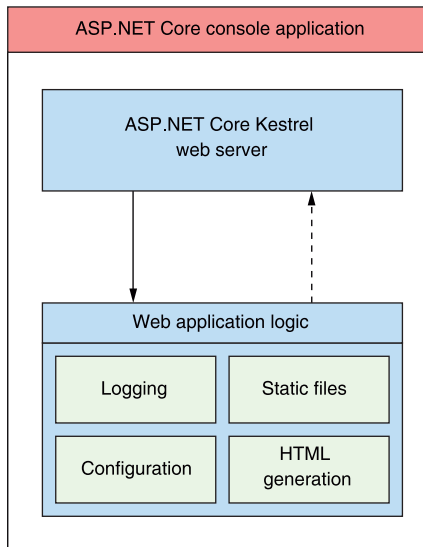 ASP.NET Core console application
ASP.NET Core Kestrel
web server
Web application logic
Logging
Static files
Configuration
HTML
generation